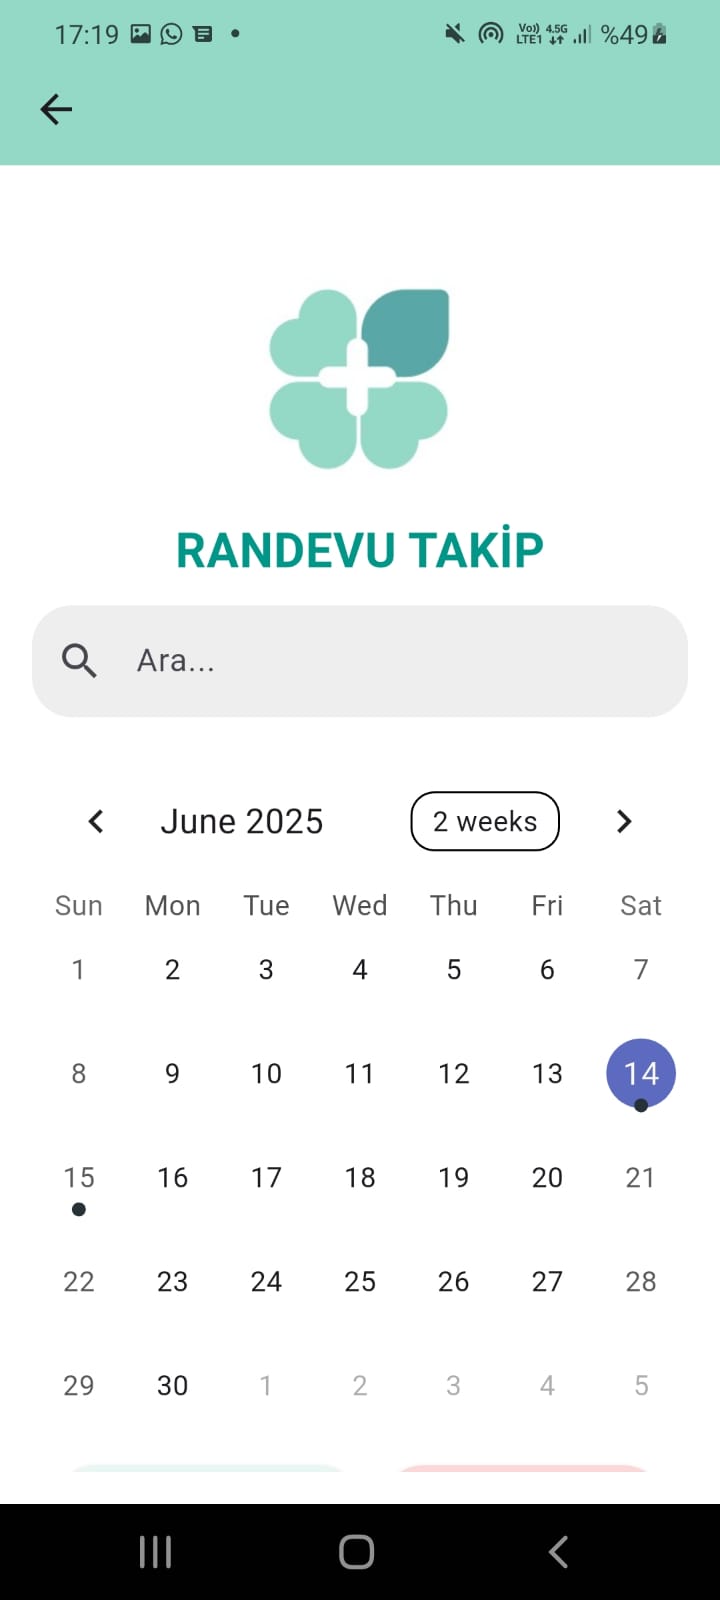 17:19 Vo)) LTE1 4.5G %49
RANDEVU TAKİP
Ara...
June 2025 2 weeks
Sun Mon Tue Wed Thu Fri Sat
1 2 3 4 5 6 7
8 9 10 11 12 13 14
15 16 17 18 19 20 21
22 23 24 25 26 27 28
29 30 1 2 3 4 5